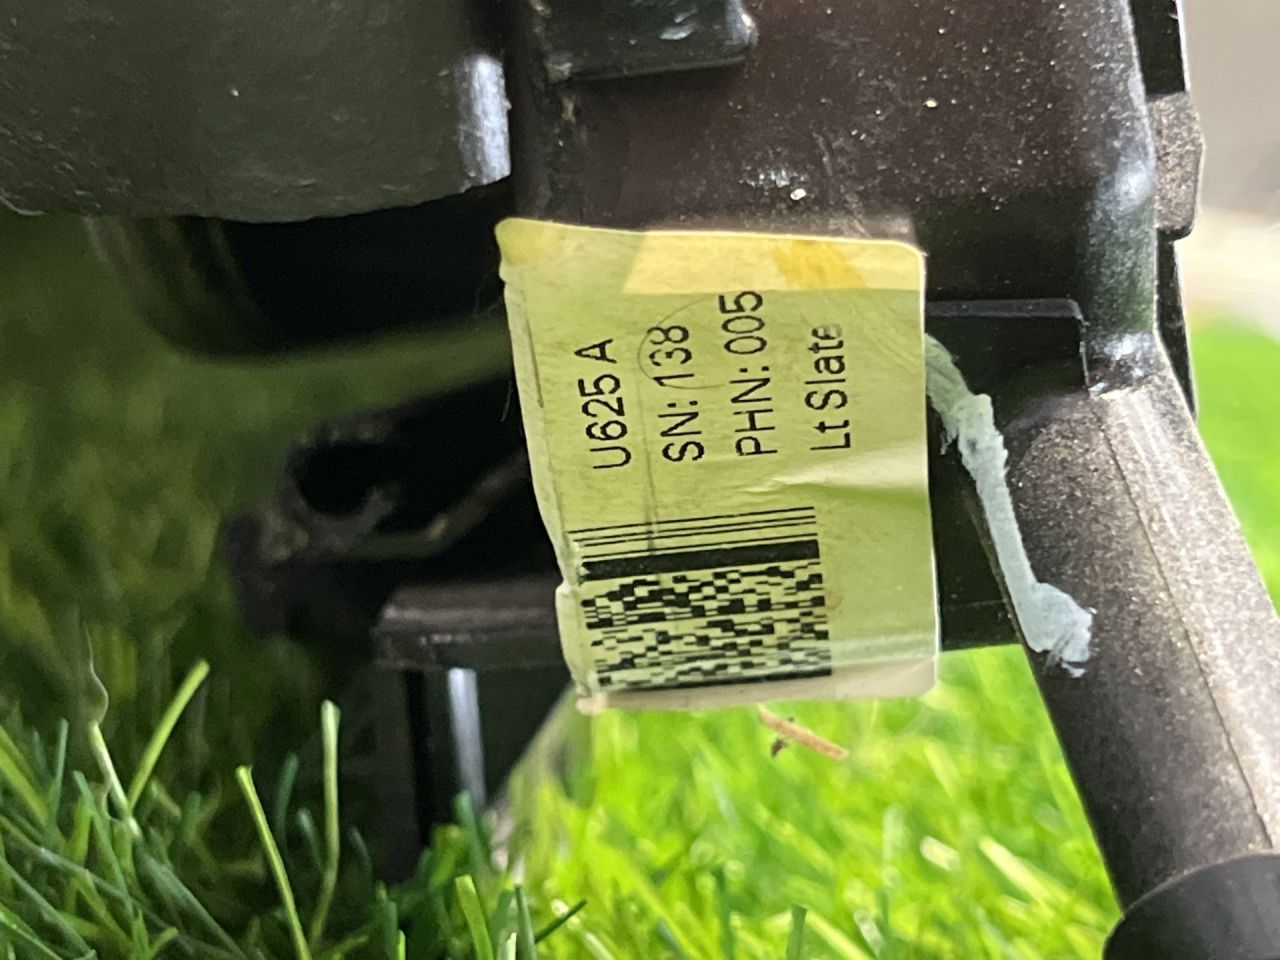 U625 A
SN: 138
PHN: 005
Lt Slate